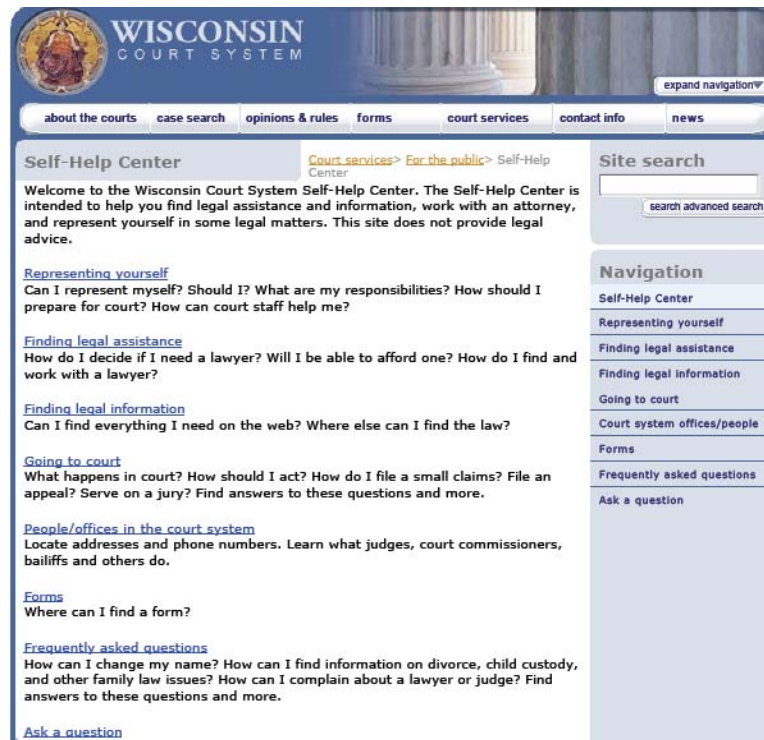 WISCONSIN
COURT SYSTEM
expand navigation
about the courts case search opinions & rules forms court services contact info news
Self-Help Center
Court services> For the public> Self-Help
Center
Welcome to the Wisconsin Court System Self-Help Center. The Self-Help Center is
intended to help you find legal assistance and information, work with an attorney,
and represent yourself in some legal matters. This site does not provide legal
advice.
Representing yourself
Can I represent myself? Should I? What are my responsibilities? How should I
prepare for court? How can court staff help me?
Finding legal assistance
How do I decide if I need a lawyer? Will I be able to afford one? How do I find and
work with a lawyer?
Finding legal information
Can I find everything I need on the web? Where else can I find the law?
Going to court
What happens in court? How should I act? How do I file a small claims? File an
appeal? Serve on a jury? Find answers to these questions and more.
People/offices in the court system
Locate addresses and phone numbers. Learn what judges, court commissioners,
bailiffs and others do.
Forms
Where can I find a form?
Frequently asked questions
How can I change my name? How can I find information on divorce, child custody,
and other family law issues? How can I complain about a lawyer or judge? Find
answers to these questions and more.
Ask a question
Site search
search advanced search
Navigation
Self-Help Center
Representing yourself
Finding legal assistance
Finding legal information
Going to court
Court system offices/people
Forms
Frequently asked questions
Ask a question